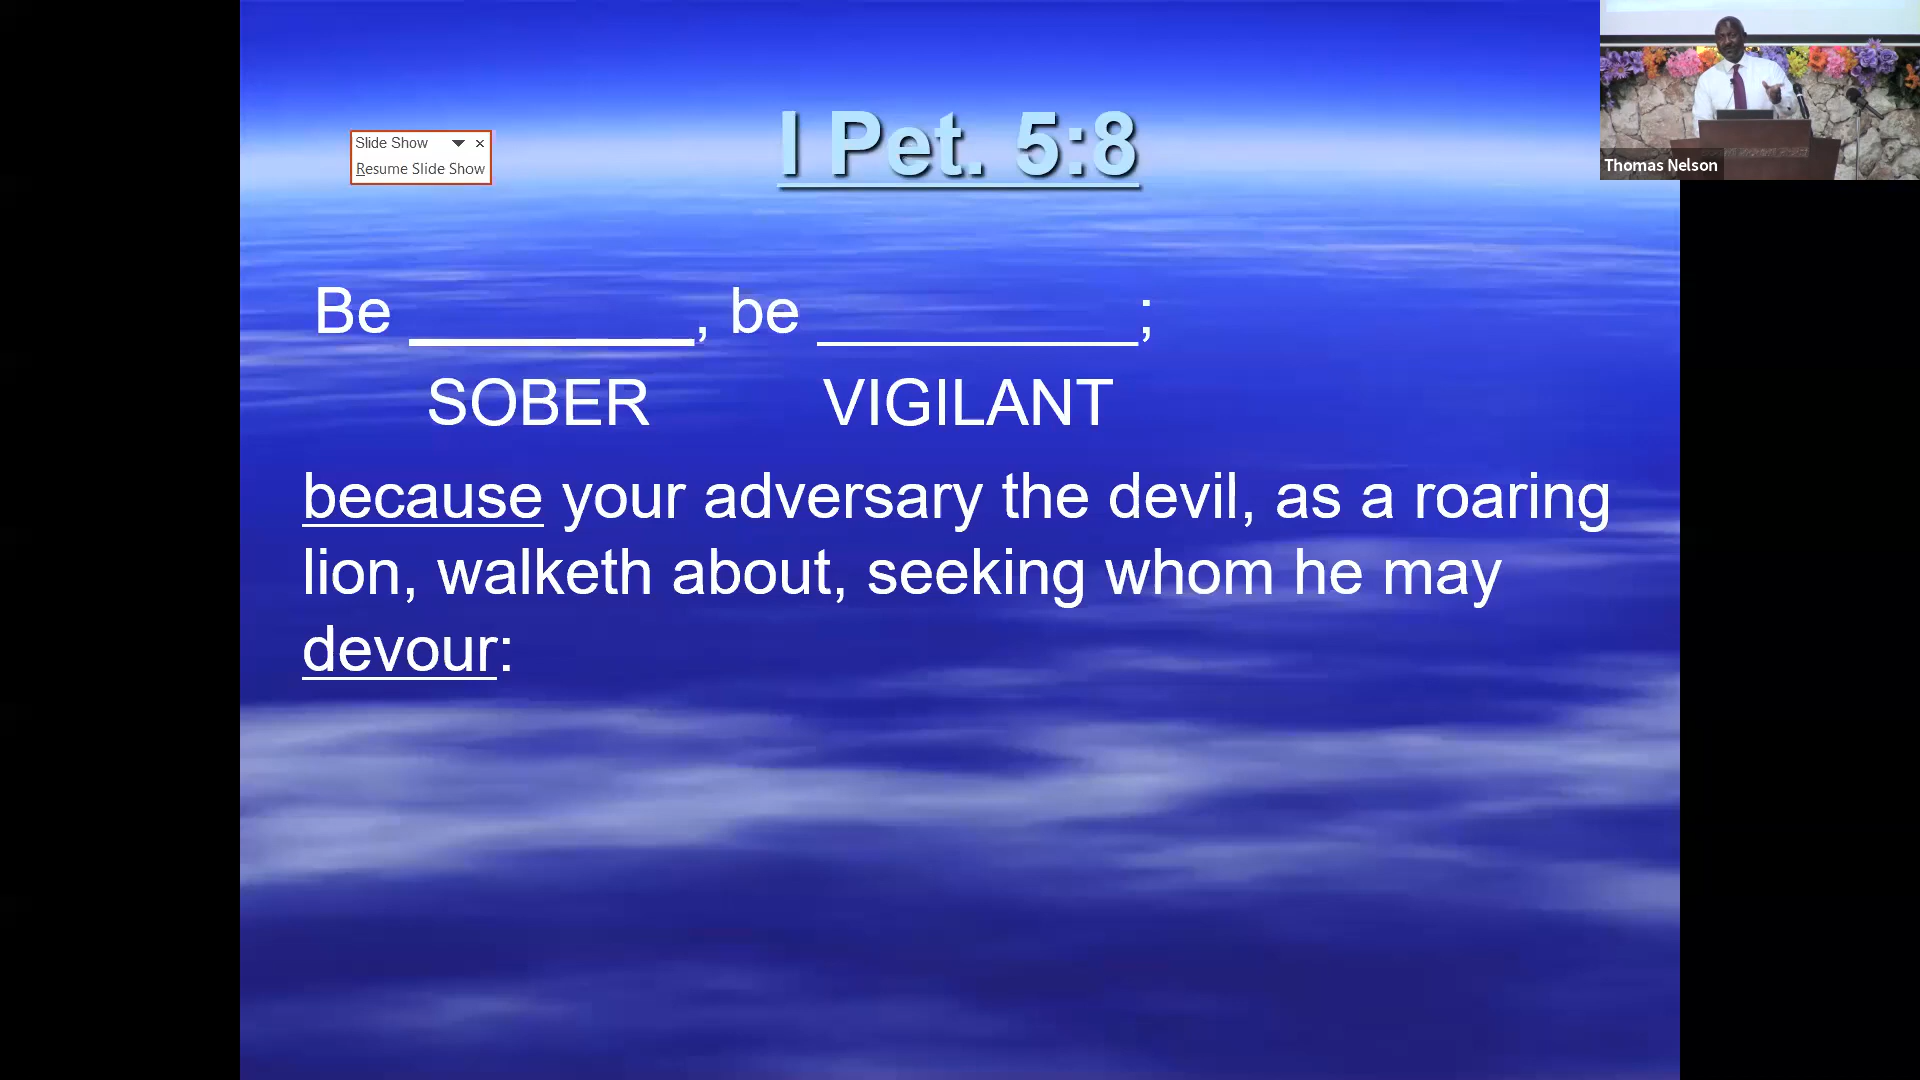 I Pet. 5:8
Slide Show
Resume Slide Show
Thomas Nelson
Be _________, be __________;
SOBER VIGILANT
because your adversary the devil, as a roaring
lion, walketh about, seeking whom he may
devour: